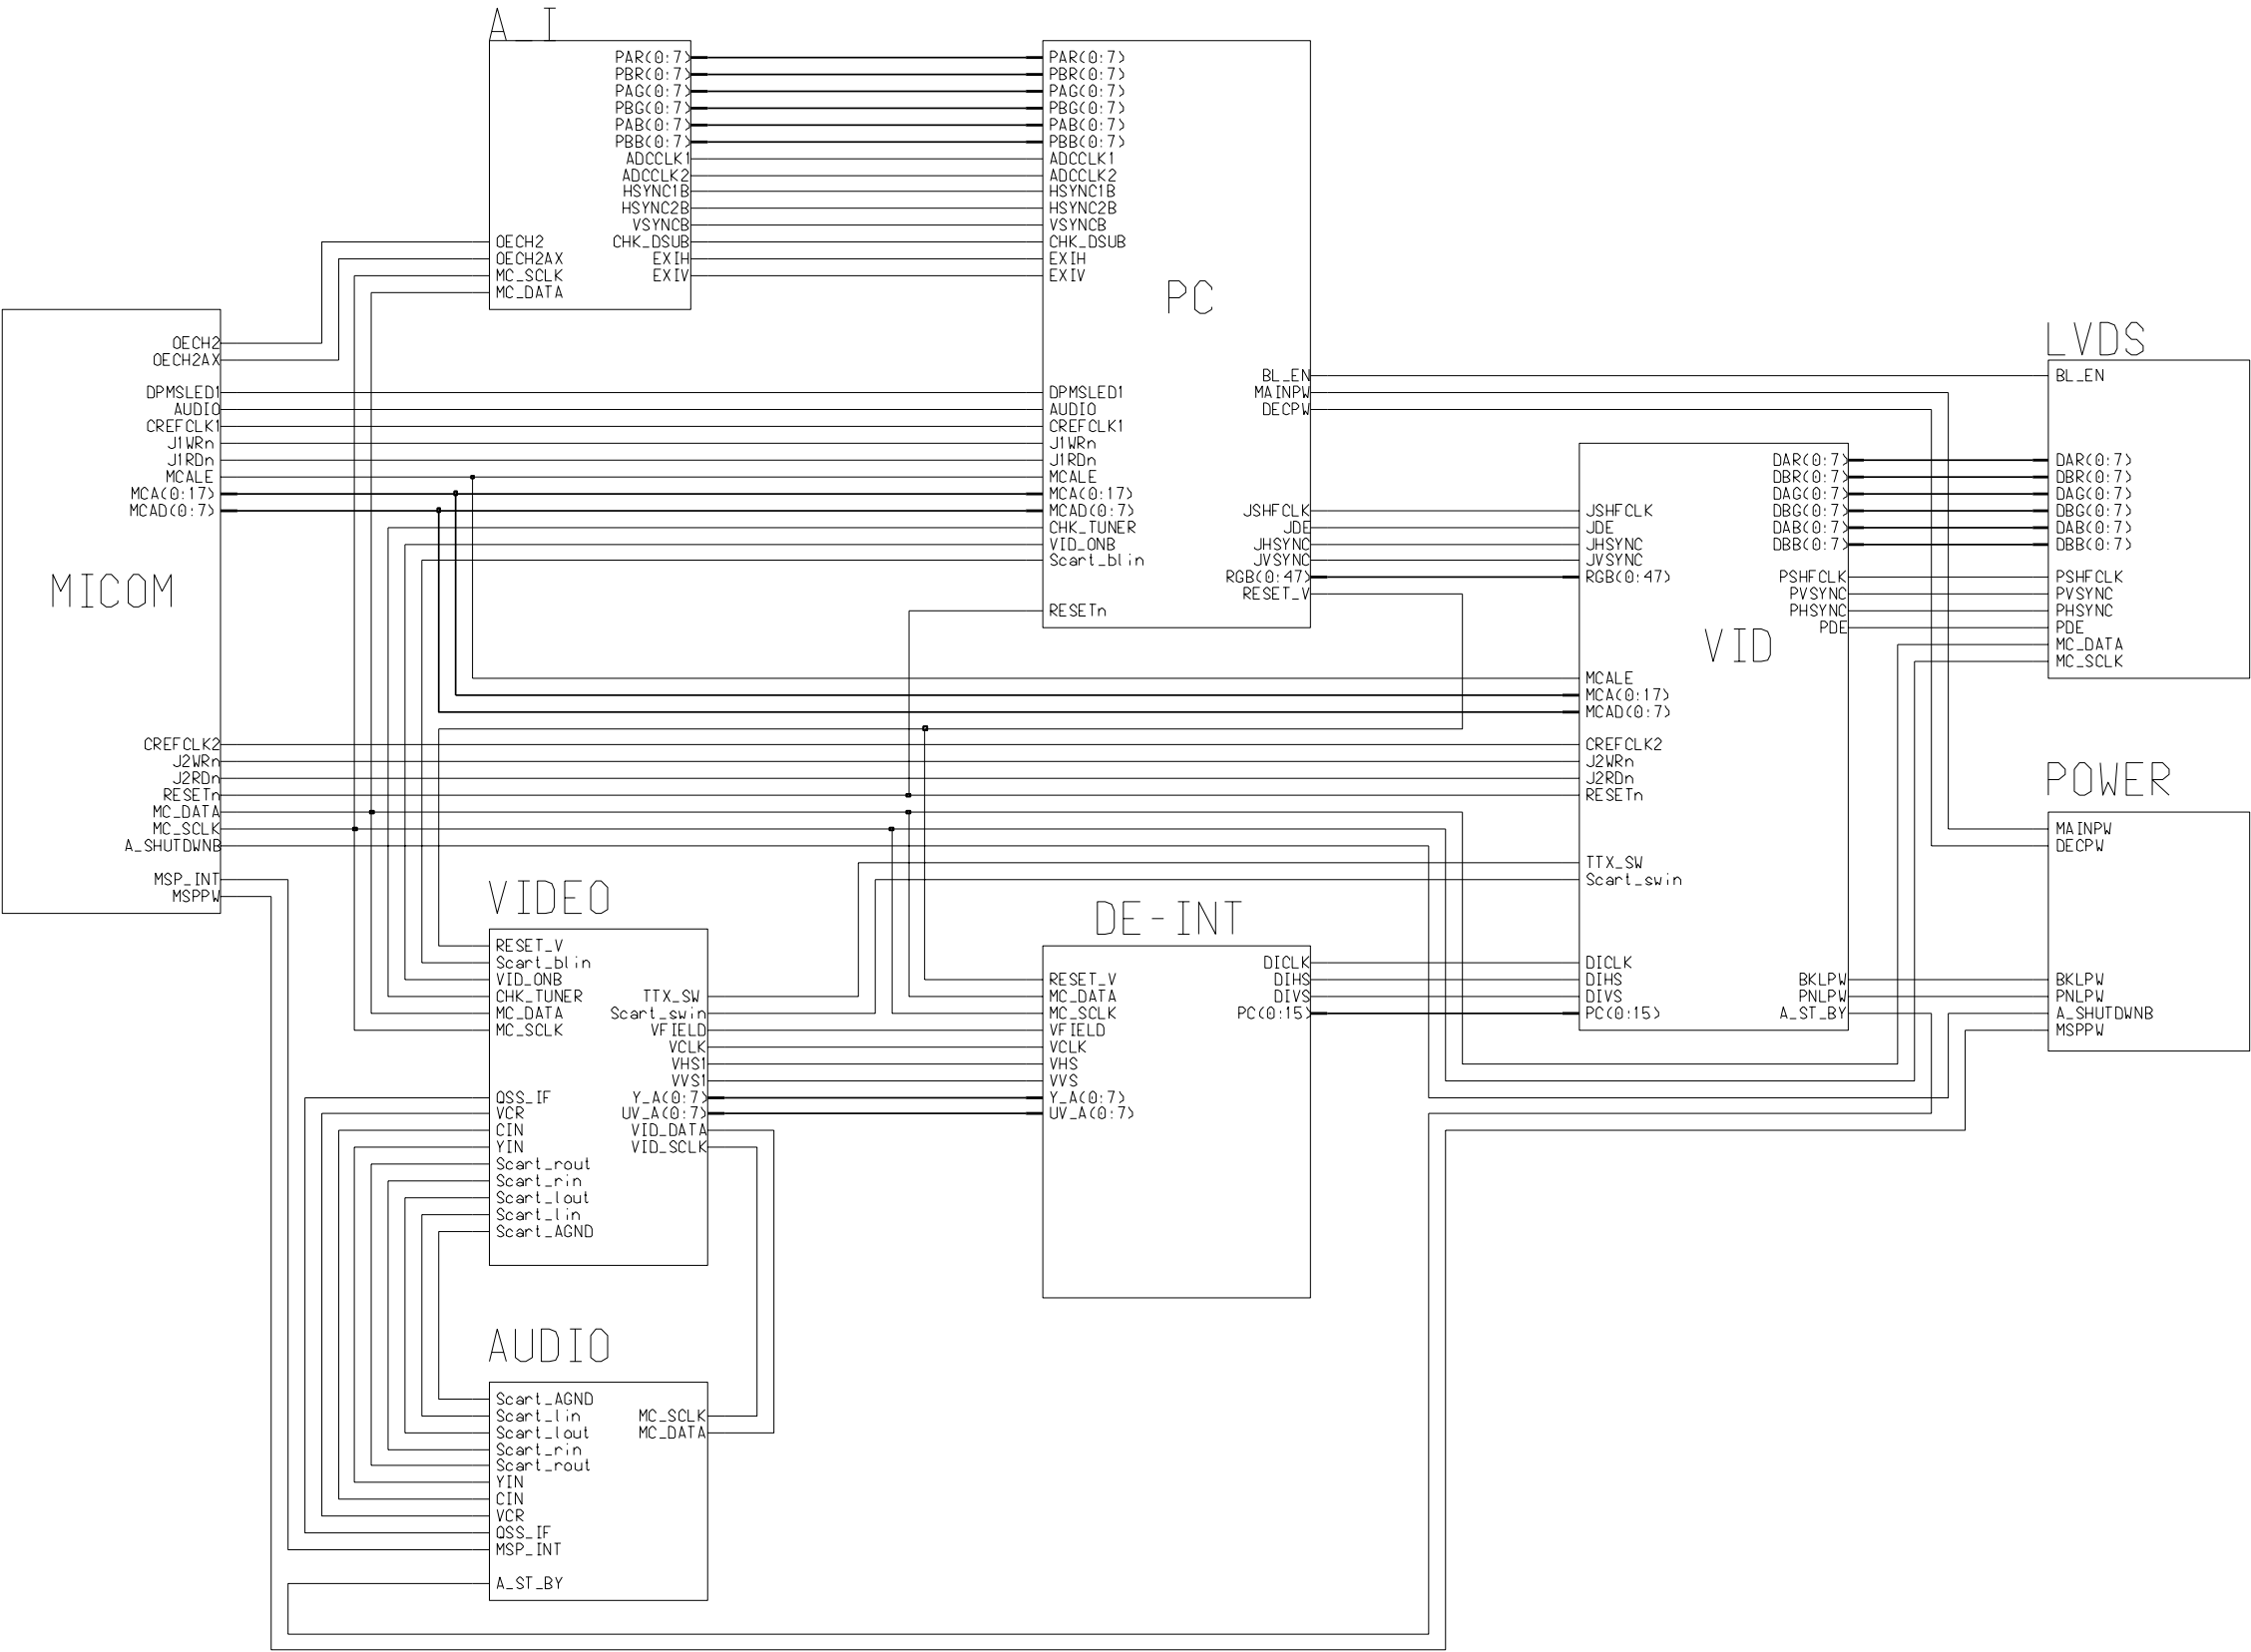 A_I
PAR(0:7)
PBR(0:7)
PAG(0:7)
PBG(0:7)
PAB(0:7)
PBB(0:7)
ADCCLK1
ADCCLK2
HSYNC1B
HSYNC2B
VSYNCB
CHK_DSUB
EXIH
EXIV
OECH2
OECH2AX
MC_SCLK
MC_DATA
PC
PAR(0:7)
PBR(0:7)
PAG(0:7)
PBG(0:7)
PAB(0:7)
PBB(0:7)
ADCCLK1
ADCCLK2
HSYNC1B
HSYNC2B
VSYNCB
CHK_DSUB
EXIH
EXIV
DPMSLED1
AUDIO
CREFCLK1
J1WRn
J1RDn
MCALE
MCA(0:17)
MCAD(0:7)
CHK_TUNER
VID_ONB
Scart_blin
RESETn
BL_EN
MAINPW
DECPW
JSHFCLK
JDE
JHSYNC
JVSYNC
RGB(0:47)
RESET_V
MICOM
OECH2
OECH2AX
DPMSLED1
AUDIO
CREFCLK1
J1WRn
J1RDn
MCALE
MCA(0:17)
MCAD(0:7)
CREFCLK2
J2WRn
J2RDn
RESETn
MC_DATA
MC_SCLK
A_SHUTDWNB
MSP_INT
MSPPW
VID
JSHFCLK
JDE
JHSYNC
JVSYNC
RGB(0:47)
MCALE
MCA(0:17)
MCAD(0:7)
CREFCLK2
J2WRn
J2RDn
RESETn
TTX_SW
Scart_swin
DICLK
DIHS
DIVS
PC(0:15)
DAR(0:7)
DBR(0:7)
DAG(0:7)
DBG(0:7)
DAB(0:7)
DBB(0:7)
PSHFCLK
PVSYNC
PHSYNC
PDE
BKLPW
PNLPW
A_ST_BY
LVDS
BL_EN
DAR(0:7)
DBR(0:7)
DAG(0:7)
DBG(0:7)
DAB(0:7)
DBB(0:7)
PSHFCLK
PVSYNC
PHSYNC
PDE
MC_DATA
MC_SCLK
POWER
MAINPW
DECPW
BKLPW
PNLPW
A_SHUTDWNB
MSPPW
VIDEO
RESET_V
Scart_blin
VID_ONB
CHK_TUNER
MC_DATA
MC_SCLK
QSS_IF
VCR
CIN
YIN
Scart_rout
Scart_rin
Scart_lout
Scart_lin
Scart_AGND
TTX_SW
Scart_swin
VFIELD
VCLK
VHS1
VVS1
Y_A(0:7)
UV_A(0:7)
VID_DATA
VID_SCLK
DE-INT
RESET_V
MC_DATA
MC_SCLK
VFIELD
VCLK
VHS
VVS
Y_A(0:7)
UV_A(0:7)
DICLK
DIHS
DIVS
PC(0:15)
AUDIO
Scart_AGND
Scart_lin
Scart_lout
Scart_rin
Scart_rout
YIN
CIN
VCR
QSS_IF
MSP_INT
A_ST_BY
MC_SCLK
MC_DATA